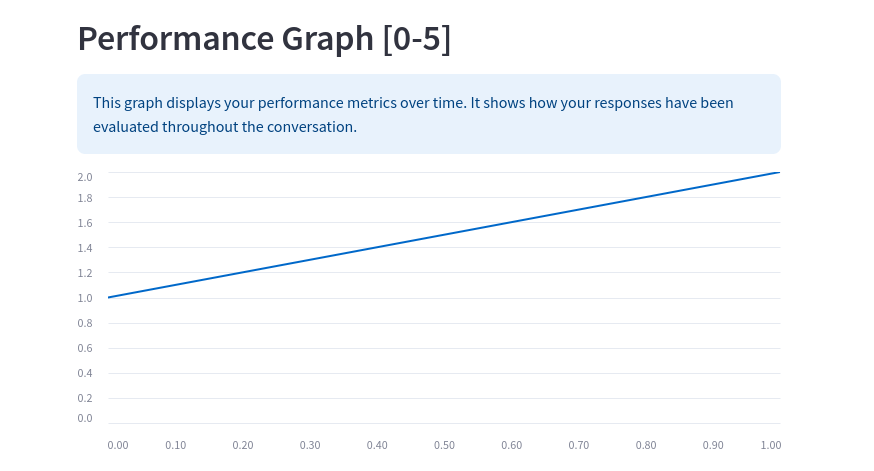 Performance Graph [0-5]
This graph displays your performance metrics over time. It shows how your responses have been
evaluated throughout the conversation.
2.0
1.8
1.6
1.4
1.2
1.0
0.8
0.6
0.4
0.2
0.0
0.00 0.10 0.20 0.30 0.40 0.50 0.60 0.70 0.80 0.90 1.00